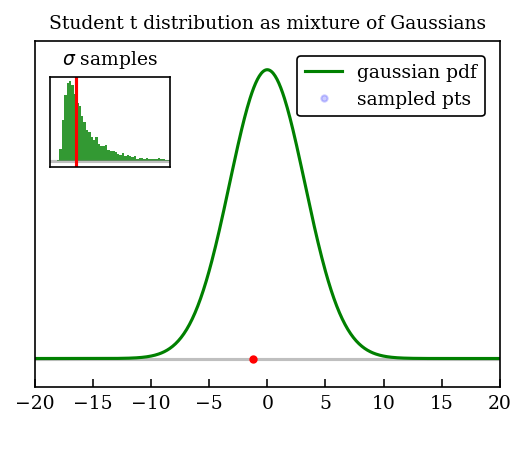 Student t distribution as mixture of Gaussians
σ samples
gaussian pdf
sampled pts
−20 −15 −10 −5 0 5 10 15 20